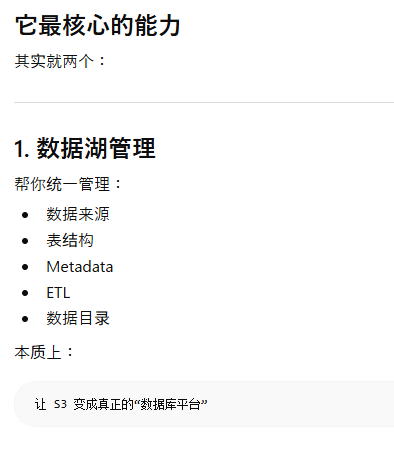 它最核心的能力
其实就两个：
1. 数据湖管理
帮你统一管理：
数据来源
表结构
Metadata
ETL
数据目录
本质上：
让 S3 变成真正的“数据库平台”